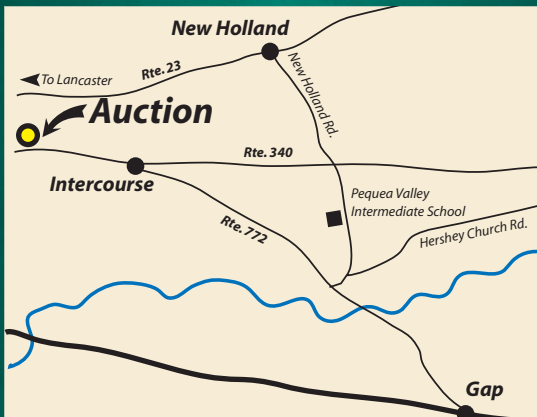 New Holland
To Lancaster
Rte. 23
New Holland Rd.
Auction
Rte. 340
Intercourse
Pequea Valley
Intermediate School
Rte. 772
Hershey Church Rd.
Gap